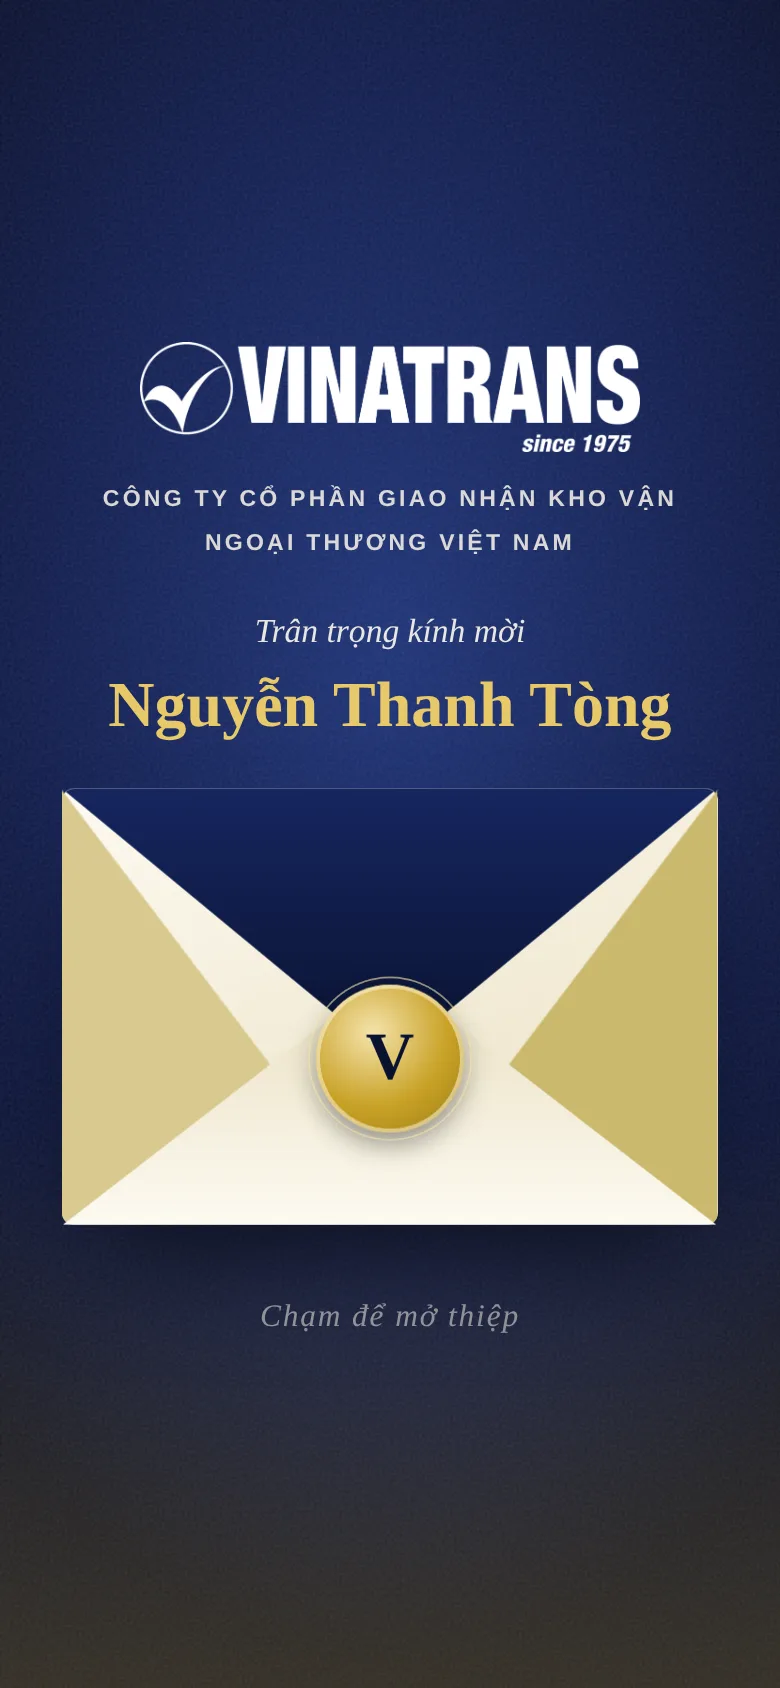 VINATRANS
since 1975
CÔNG TY CỔ PHẦN GIAO NHẬN KHO VẬN
NGOẠI THƯƠNG VIỆT NAM
Trân trọng kính mời
Nguyễn Thanh Tòng
V
Chạm để mở thiệp